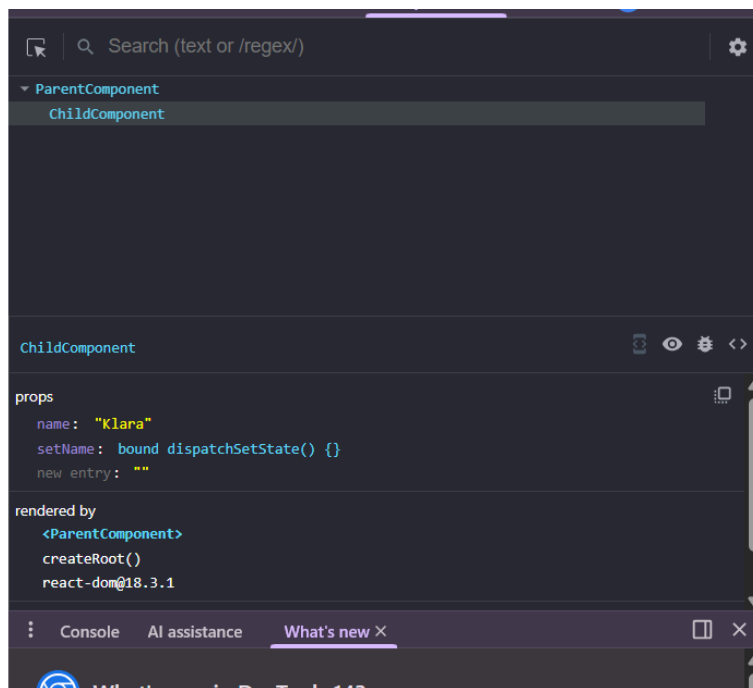 Search (text or /regex/)
ParentComponent
ChildComponent
ChildComponent
props
name: "Klara"
setName: bound dispatchSetState() {}
new entry: ""
rendered by
<ParentComponent>
createRoot()
react-dom@18.3.1
Console AI assistance What's new